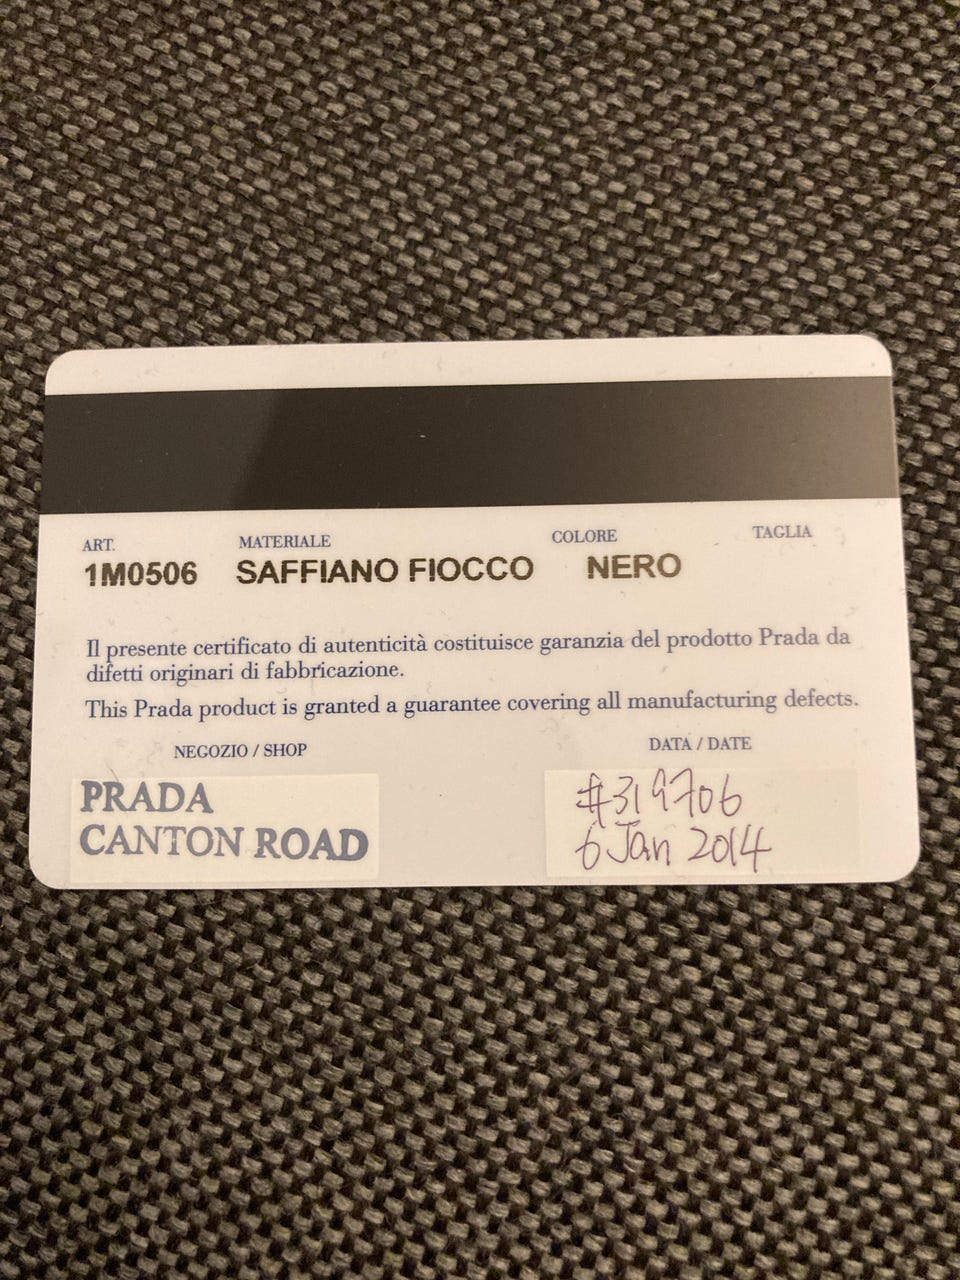 ART. MATERIALE COLORE TAGLIA
1M0506 SAFFIANO FIOCCO NERO
Il presente certificato di autenticità costituisce garanzia del prodotto Prada da
difetti originari di fabbricazione.
This Prada product is granted a guarantee covering all manufacturing defects.
NEGOZIO / SHOP DATA / DATE
PRADA
CANTON ROAD
#319706
6 Jan 2014